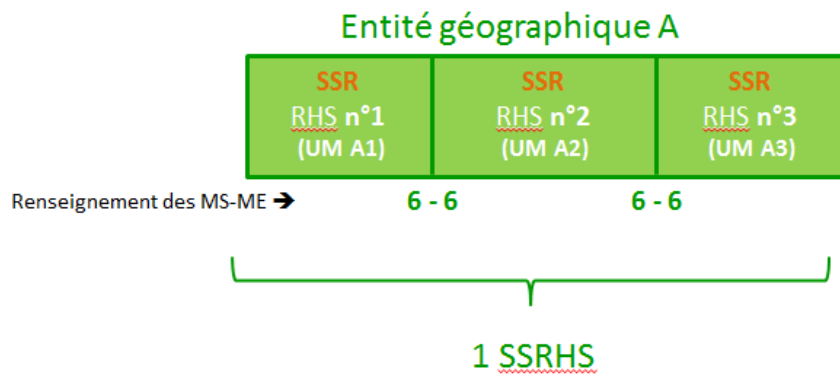 Entité géographique A
SSR SSR SSR
RHS n°1 RHS n°2 RHS n°3
(UM A1) (UM A2) (UM A3)
Renseignement des MS-ME ➔ 6 - 6 6 - 6
1 SSRHS